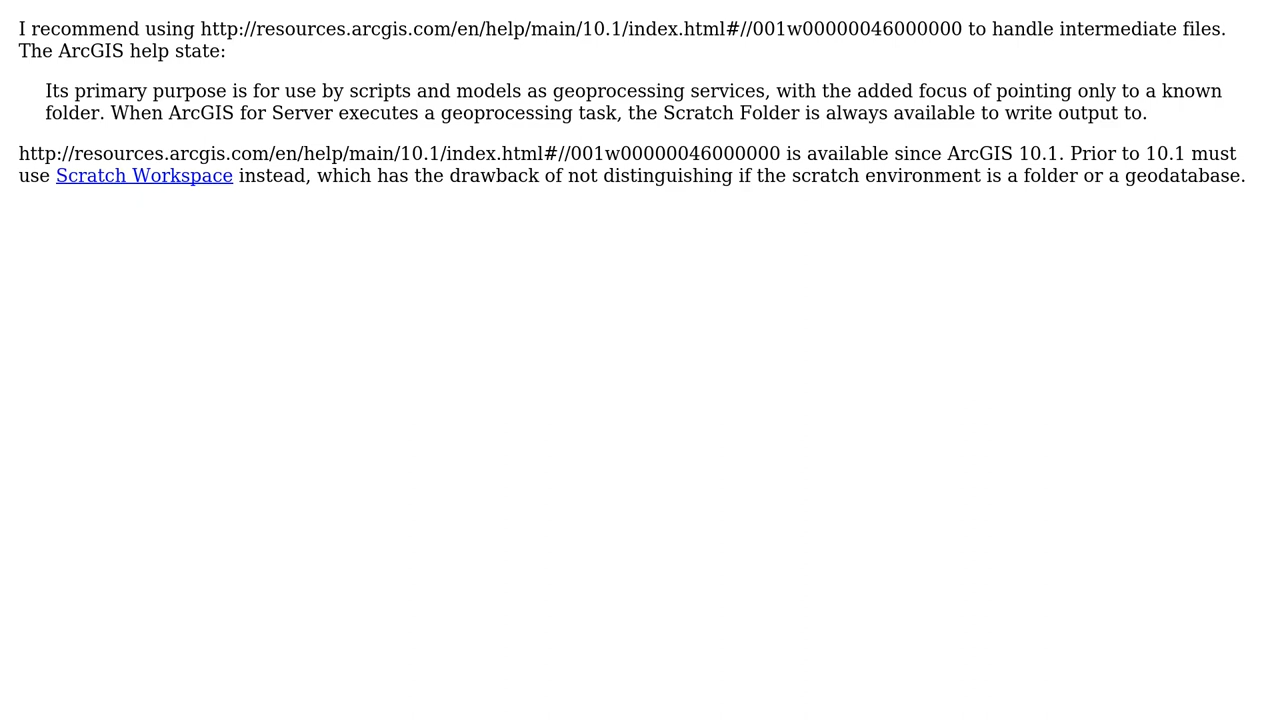 I recommend using http://resources.arcgis.com/en/help/main/10.1/index.html#//001w00000046000000 to handle intermediate files.
The ArcGIS help state:
Its primary purpose is for use by scripts and models as geoprocessing services, with the added focus of pointing only to a known
folder. When ArcGIS for Server executes a geoprocessing task, the Scratch Folder is always available to write output to.
http://resources.arcgis.com/en/help/main/10.1/index.html#//001w00000046000000 is available since ArcGIS 10.1. Prior to 10.1 must
use Scratch Workspace instead, which has the drawback of not distinguishing if the scratch environment is a folder or a geodatabase.